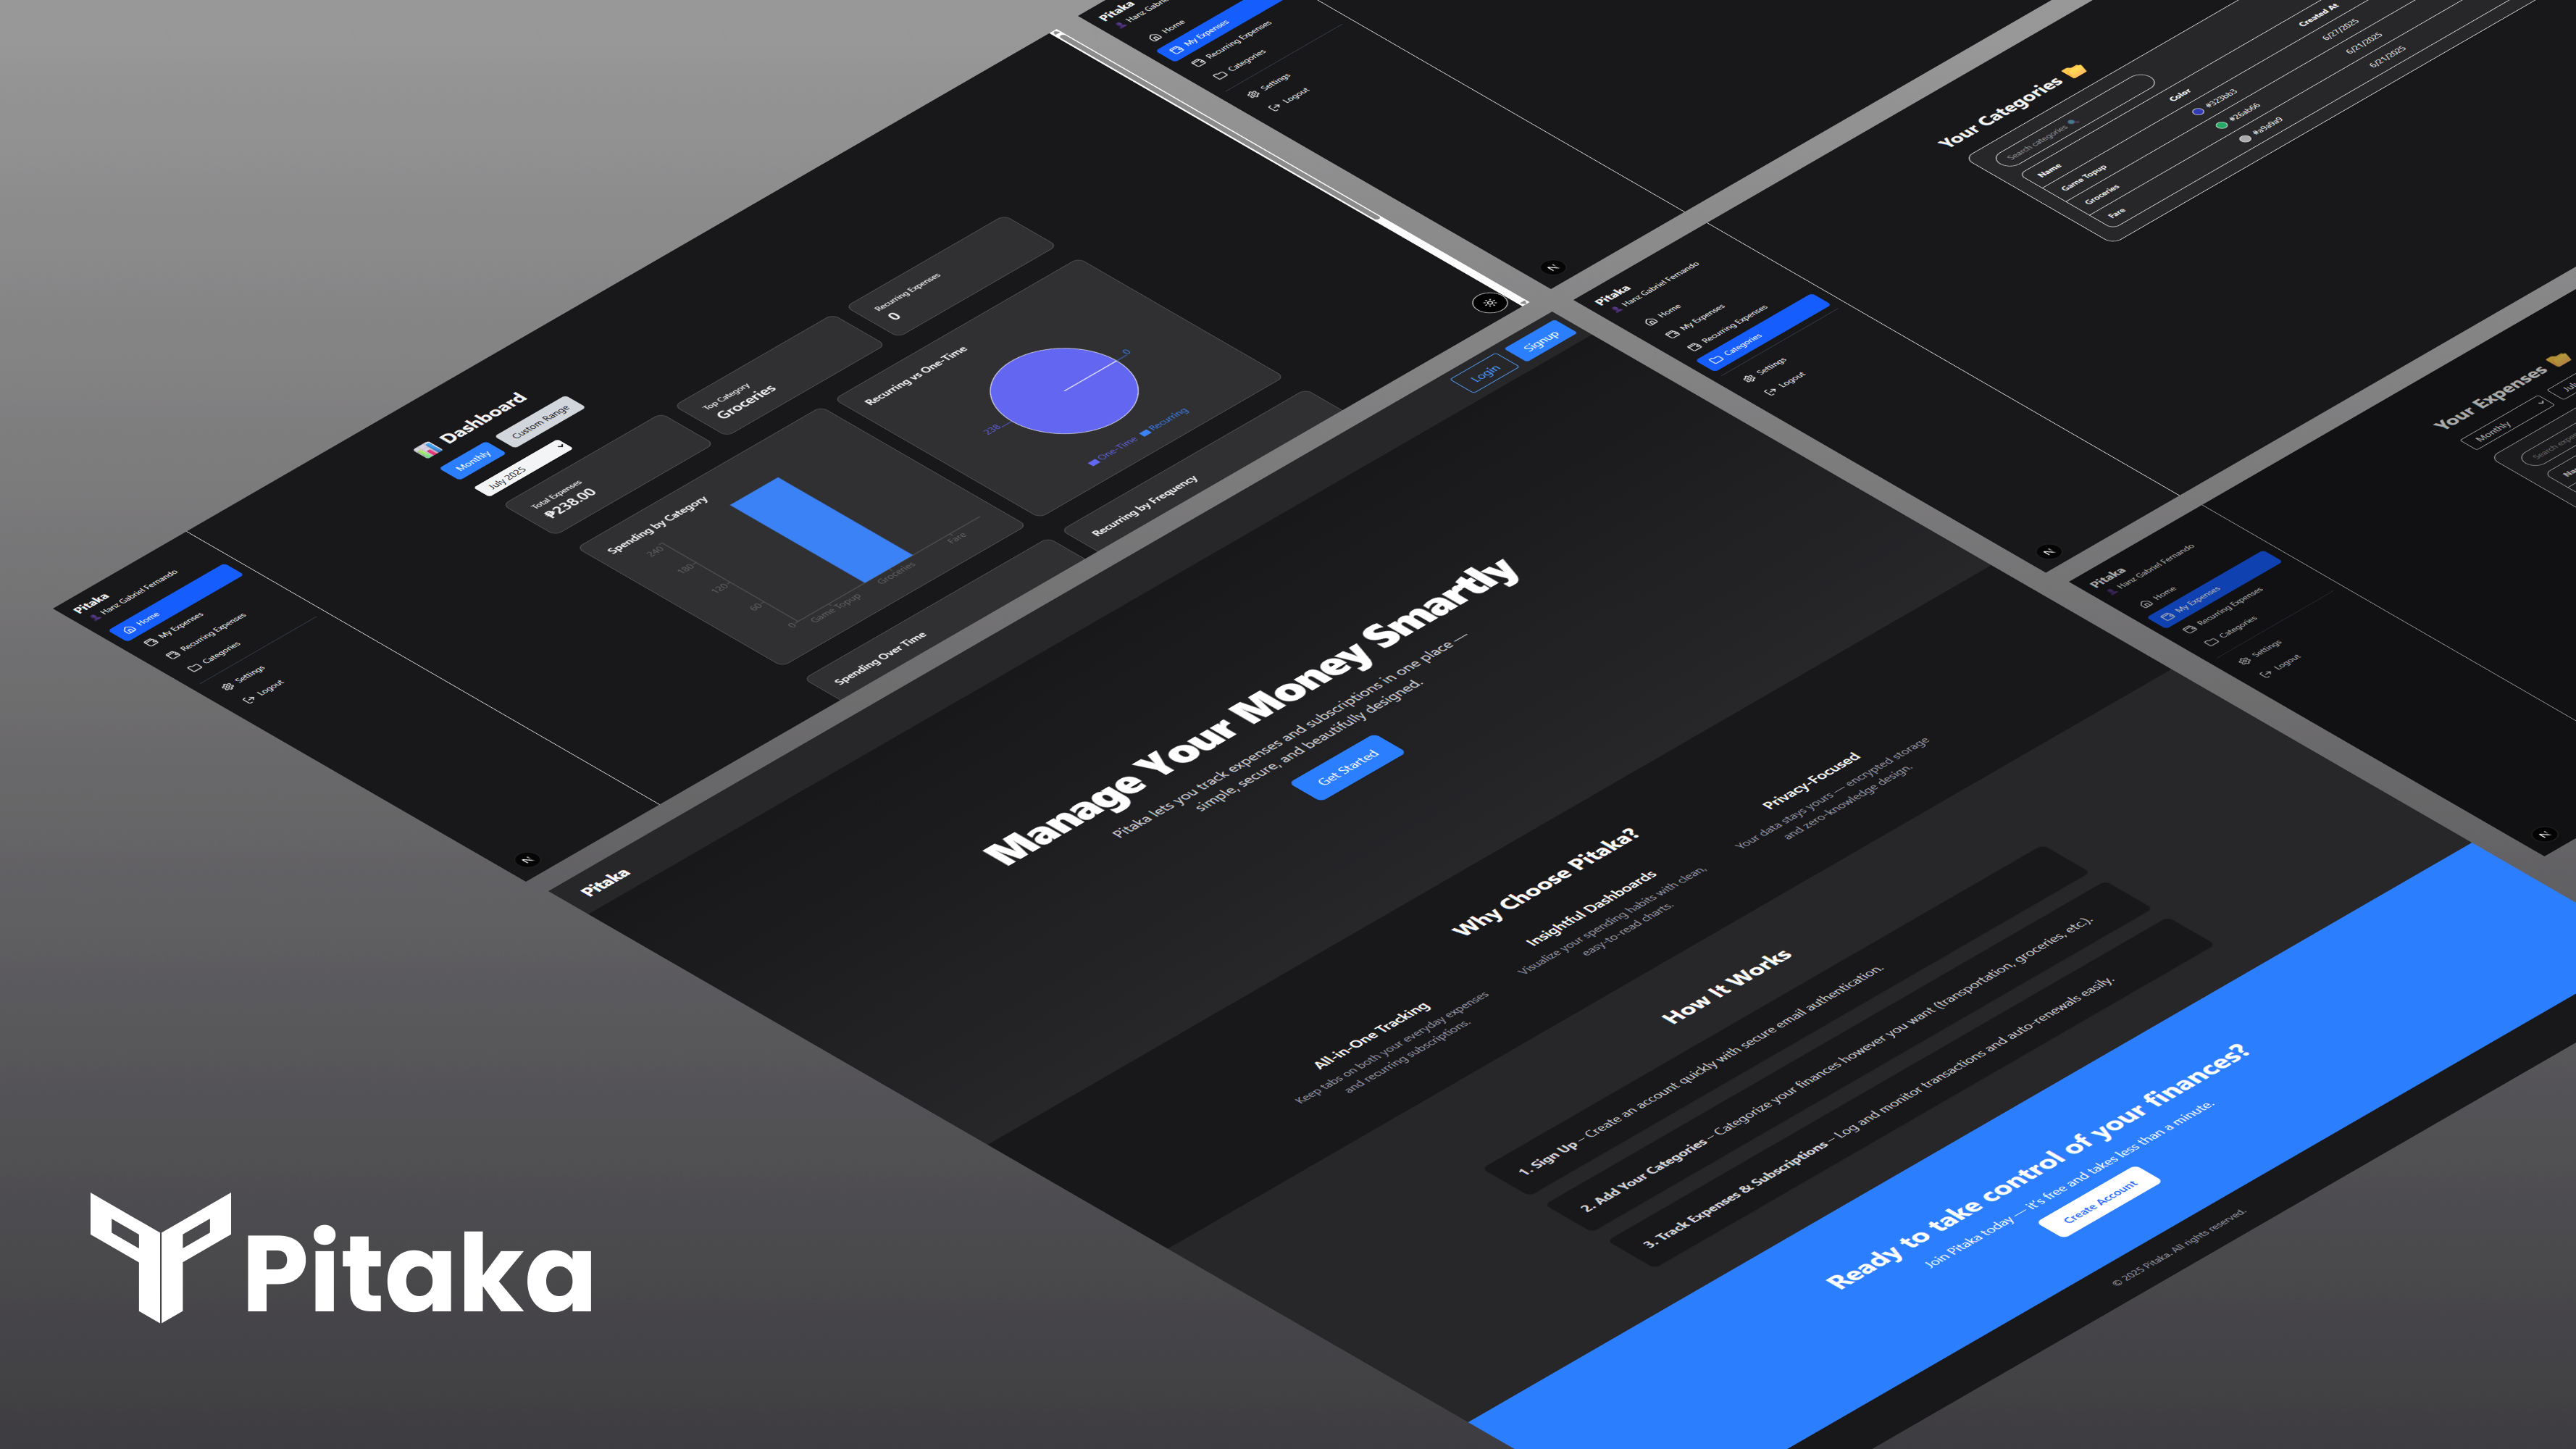 Pitaka
Hanz Gabriel Fernando
Home
My Expenses
Recurring Expenses
Categories
Settings
Logout
N
📊 Dashboard
Monthly
Custom Range
July 2025
Total Expenses
₱238.00
Top Category
Groceries
Recurring Expenses
0
Spending by Category
240
180
120
60
0
Game Topup
Groceries
Fare
Recurring vs One-Time
0
238
One-Time
Recurring
Spending Over Time
Recurring by Frequency
Pitaka
Hanz Gabriel
Home
My Expenses
Recurring Expenses
Categories
Settings
Logout
N
Pitaka
Hanz Gabriel Fernando
Home
My Expenses
Recurring Expenses
Categories
Settings
Logout
N
Your Categories
Search categories 🔍
Name
Color
Created At
Game Topup
#323bb3
6/27/2025
Groceries
#26ab66
6/21/2025
Fare
#a9a9a9
6/21/2025
Pitaka
Hanz Gabriel Fernando
Home
My Expenses
Recurring Expenses
Categories
Settings
Logout
N
Your Expenses
Monthly
Pitaka
Login
Signup
Manage Your Money Smartly
Pitaka lets you track expenses and subscriptions in one place —
simple, secure, and beautifully designed.
Get Started
Why Choose Pitaka?
All-in-One Tracking
Keep tabs on both your everyday expenses
and recurring subscriptions.
Insightful Dashboards
Visualize your spending habits with clean,
easy-to-read charts.
Privacy-Focused
Your data stays yours — encrypted storage
and zero-knowledge design.
How It Works
1. Sign Up – Create an account quickly with secure email authentication.
2. Add Your Categories – Categorize your finances however you want (transportation, groceries, etc.).
3. Track Expenses & Subscriptions – Log and monitor transactions and auto-renewals easily.
Ready to take control of your finances?
Join Pitaka today — it's free and takes less than a minute.
Create Account
© 2025 Pitaka. All rights reserved.
Pitaka